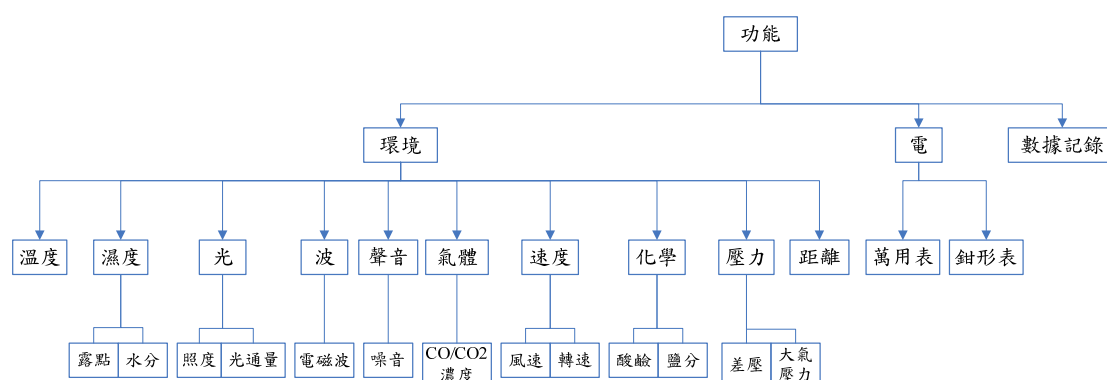 功能
環境
電
數據記錄
溫度
濕度
光
波
聲音
氣體
速度
化學
壓力
距離
萬用表
鉗形表
露點
水分
照度
光通量
電磁波
噪音
CO/CO2
濃度
風速
轉速
酸鹼
鹽分
差壓
大氣
壓力